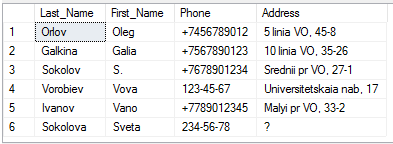 Last_Name First_Name Phone Address
1 Orlov Oleg +7456789012 5 linia VO, 45-8
2 Galkina Galia +7567890123 10 linia VO, 35-26
3 Sokolov S. +7678901234 Srednii pr VO, 27-1
4 Vorobiev Vova 123-45-67 Universitetskaia nab, 17
5 Ivanov Vano +7789012345 Malyi pr VO, 33-2
6 Sokolova Sveta 234-56-78 ?